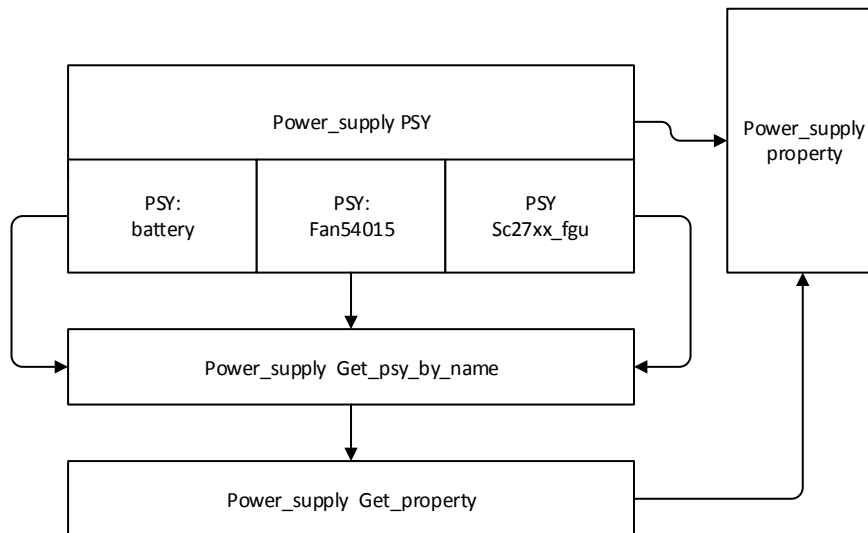 Power_supply PSY
Power_supply
property
PSY:
battery
PSY:
Fan54015
PSY
Sc27xx_fgu
Power_supply  Get_psy_by_name
Power_supply  Get_property